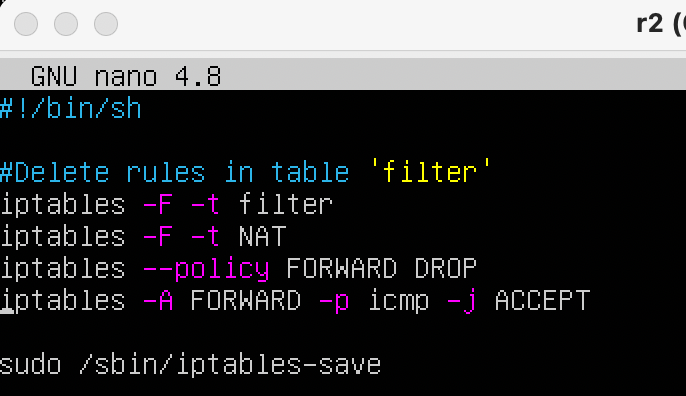 r2 (
GNU nano 4.8
#!/bin/sh
#Delete rules in table 'filter'
iptables -F -t filter
iptables -F -t NAT
iptables --policy FORWARD DROP
iptables -A FORWARD -p icmp -j ACCEPT
sudo /sbin/iptables-save